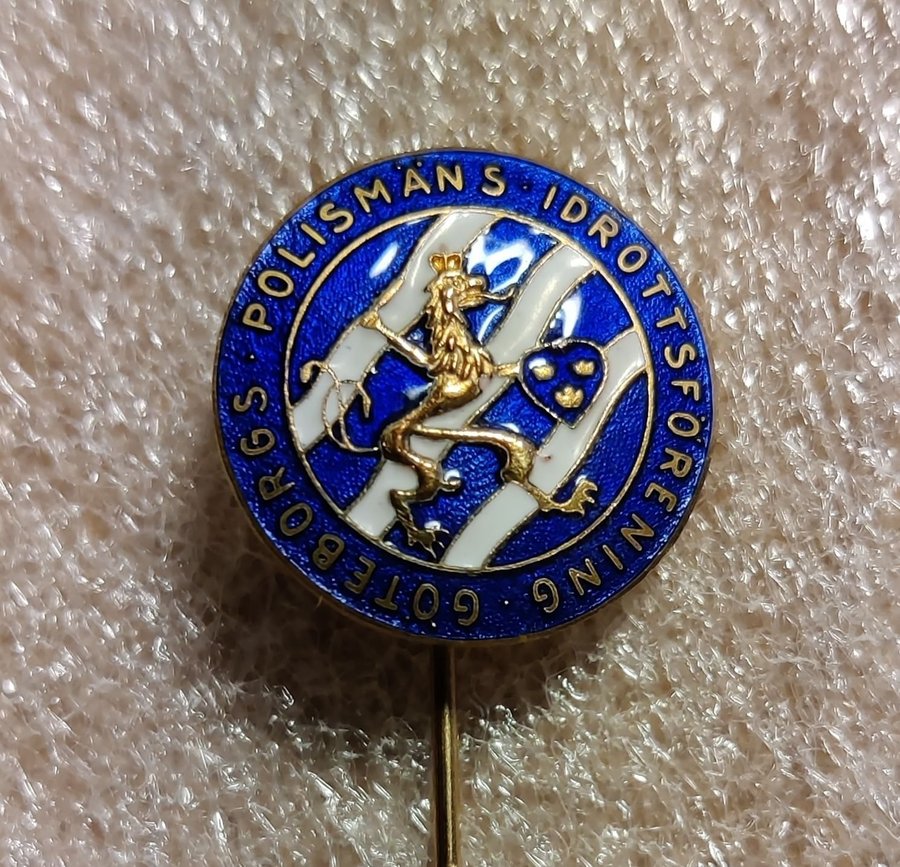 GÖTEBORGS · POLISMÄNS · IDROTTSFÖRENING ·